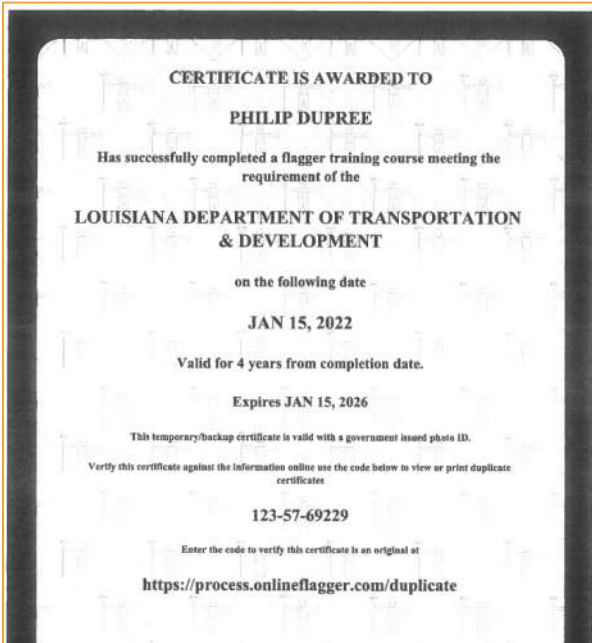 CERTIFICATE IS AWARDED TO
PHILIP DUPREE
Has successfully completed a flagger training course meeting the
requirement of the
LOUISIANA DEPARTMENT OF TRANSPORTATION
& DEVELOPMENT
on the following date
JAN 15, 2022
Valid for 4 years from completion date.
Expires JAN 15, 2026
This temporary/backup certificate is valid with a government issued photo ID.
Verify this certificate against the information online use the code below to view or print duplicate
certificates
123-57-69229
Enter the code to verify this certificate is an original at
https://process.onlineflagger.com/duplicate